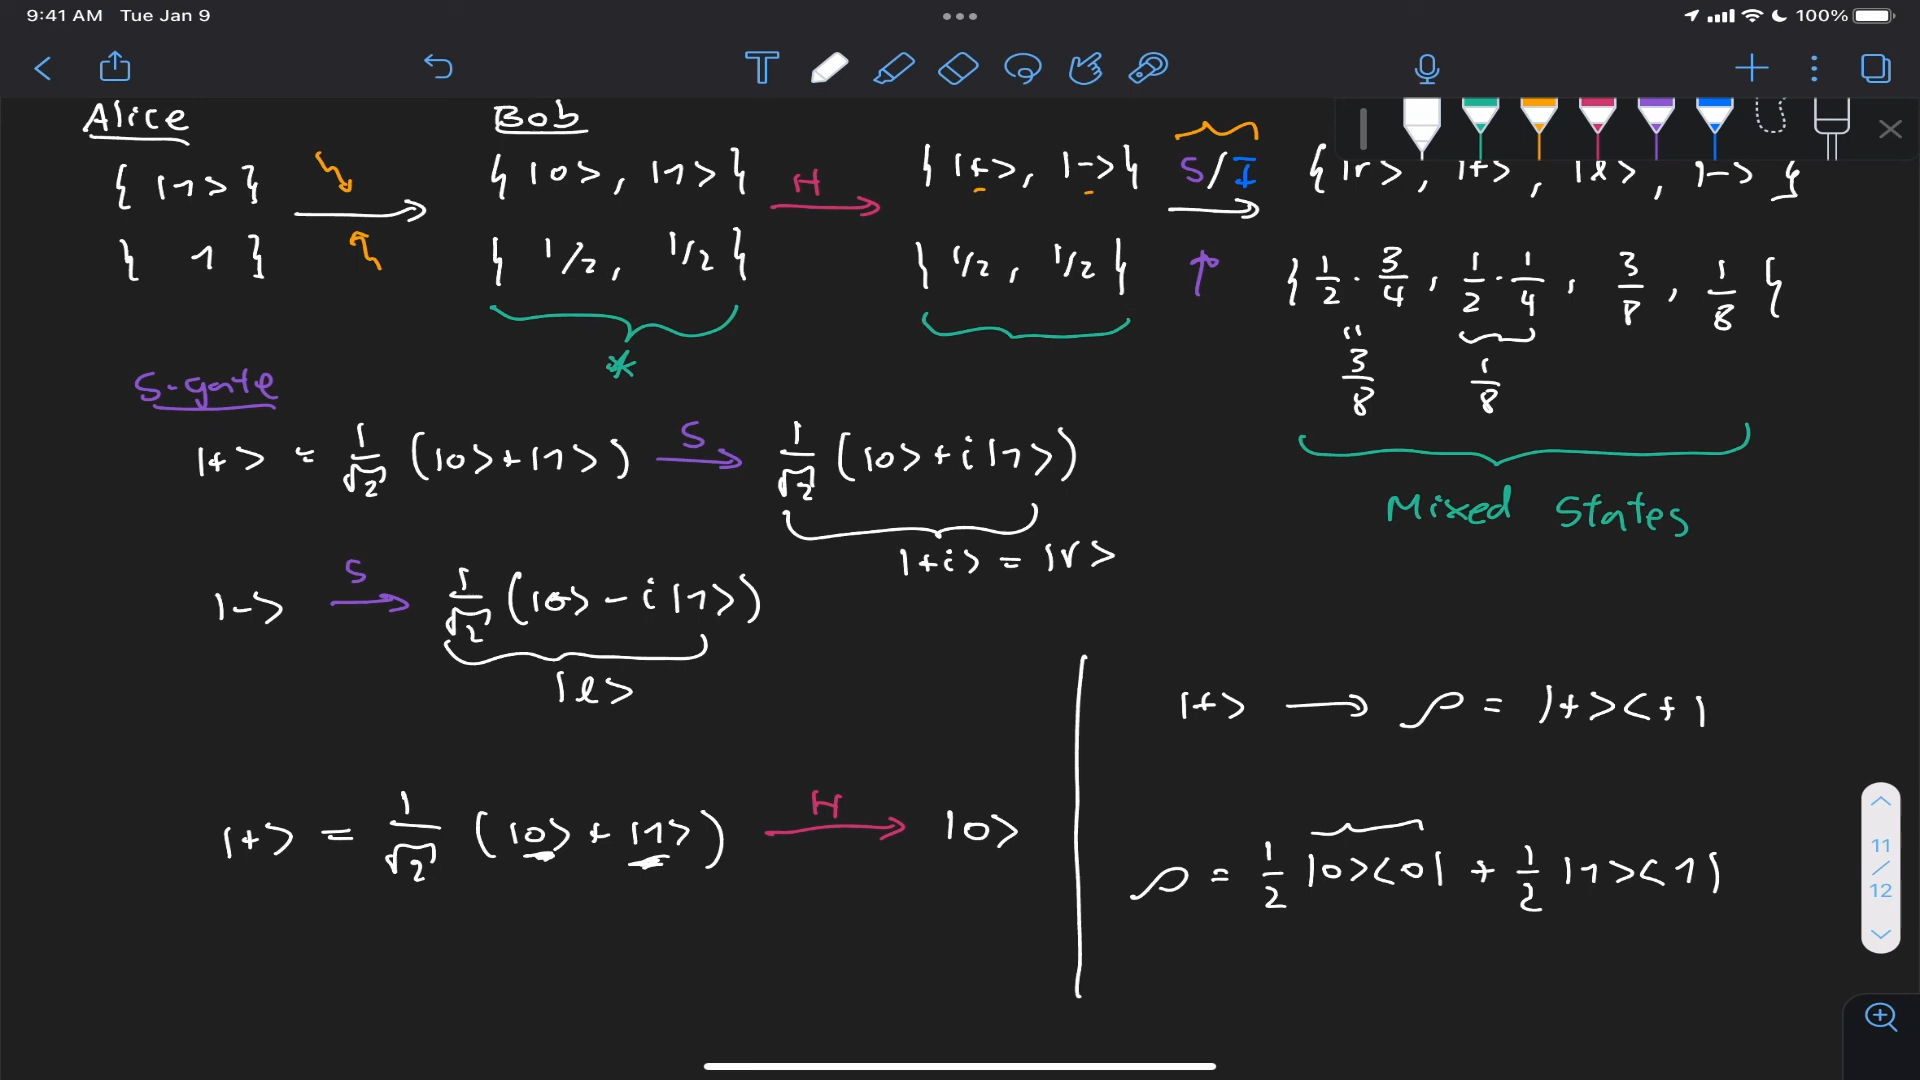 9:41 AM Tue Jan 9
100%
Alice
Bob
{ |1> }
{ |0>, |1> }
H
{ |+>, |-> }
S/I
{ |r>, |+>, |l>, |-> }
{ 1 }
{ 1/2, 1/2 }
{ 1/2, 1/2 }
{ 1/2 · 3/4, 1/2 · 1/4, 3/8, 1/8 }
*
" 3/8
1/8
S-gate
|+> = 1/√2 (|0>+|1>) S 1/√2 (|0>+i|1>)
Mixed States
|+i> = |r>
|-> S 1/√2 (|0>-i|1>)
|l>
|+> → ρ = |+><+|
|+> = 1/√2 (|0>+|1>) H |0>
ρ = 1/2 |0><0| + 1/2 |1><1|
11
/
12